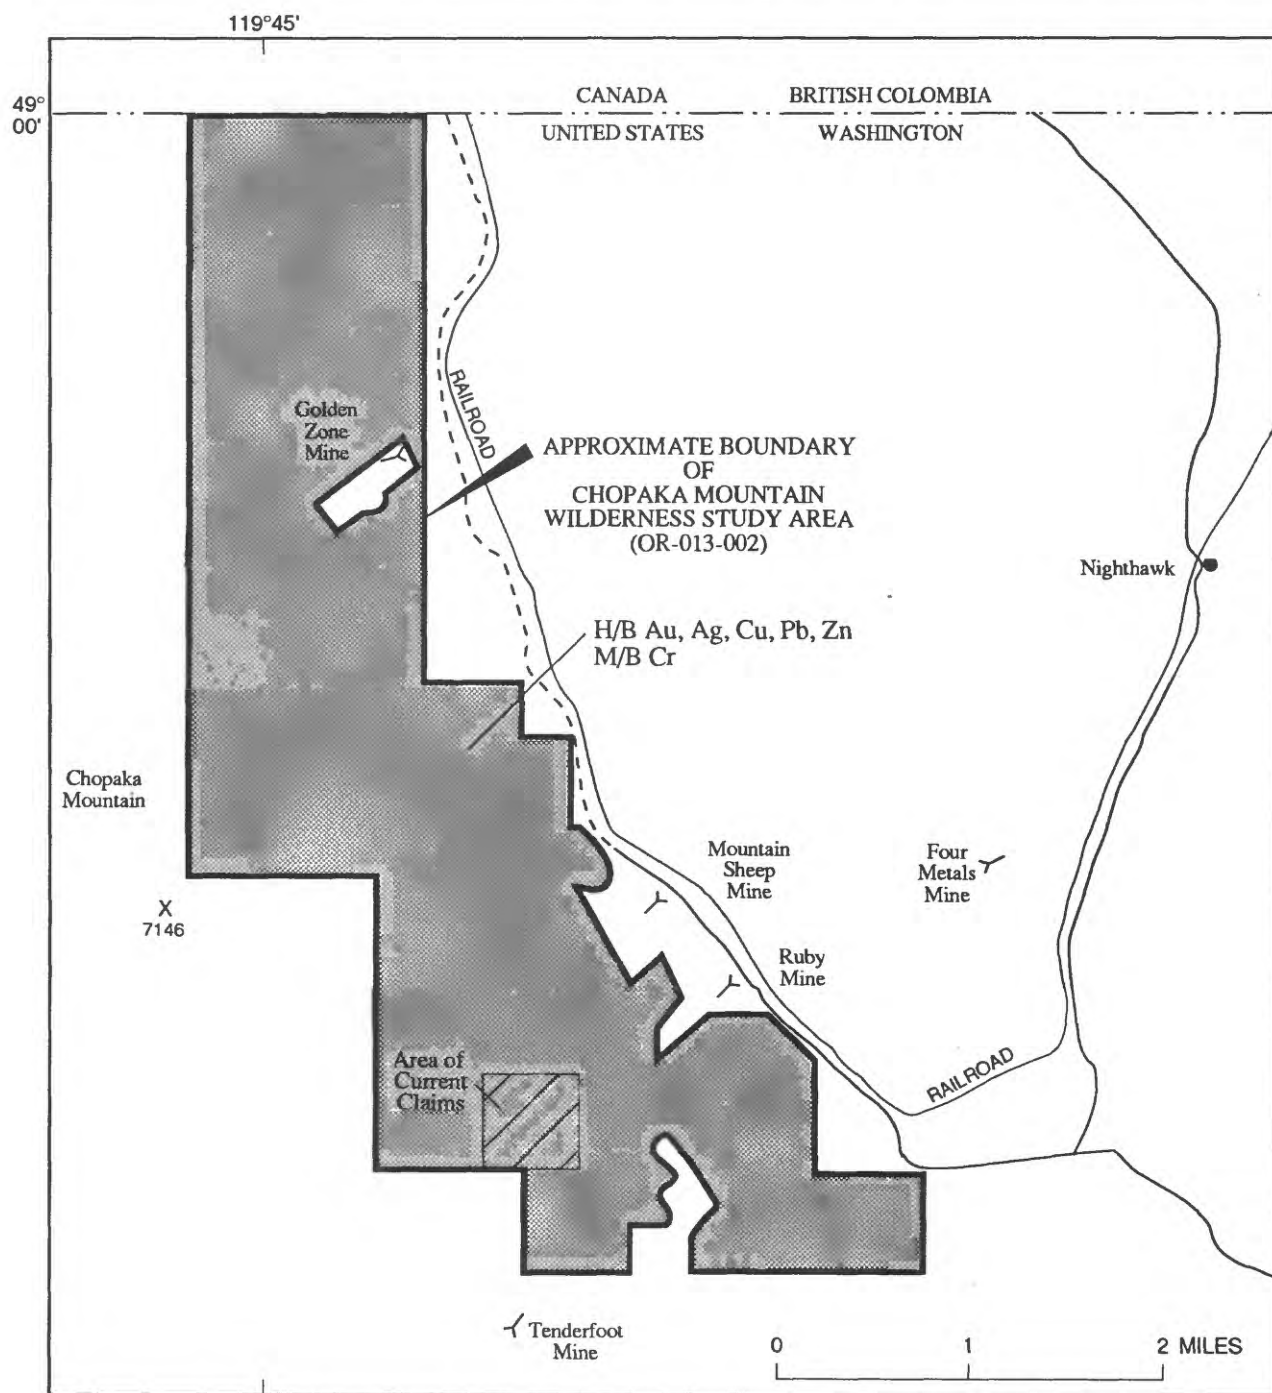 119°45'
49°
00'
CANADA
BRITISH COLUMBIA
UNITED STATES
WASHINGTON
RAILROAD
Golden
Zone
Mine
APPROXIMATE BOUNDARY
OF
CHOPAKA MOUNTAIN
WILDERNESS STUDY AREA
(OR-013-002)
Nighthawk
H/B Au, Ag, Cu, Pb, Zn
M/B Cr
Chopaka
Mountain
X
7146
Mountain
Sheep
Mine
Four
Metals
Mine
Ruby
Mine
Area of
Current
Claims
RAILROAD
Tenderfoot
Mine
0 1 2 MILES